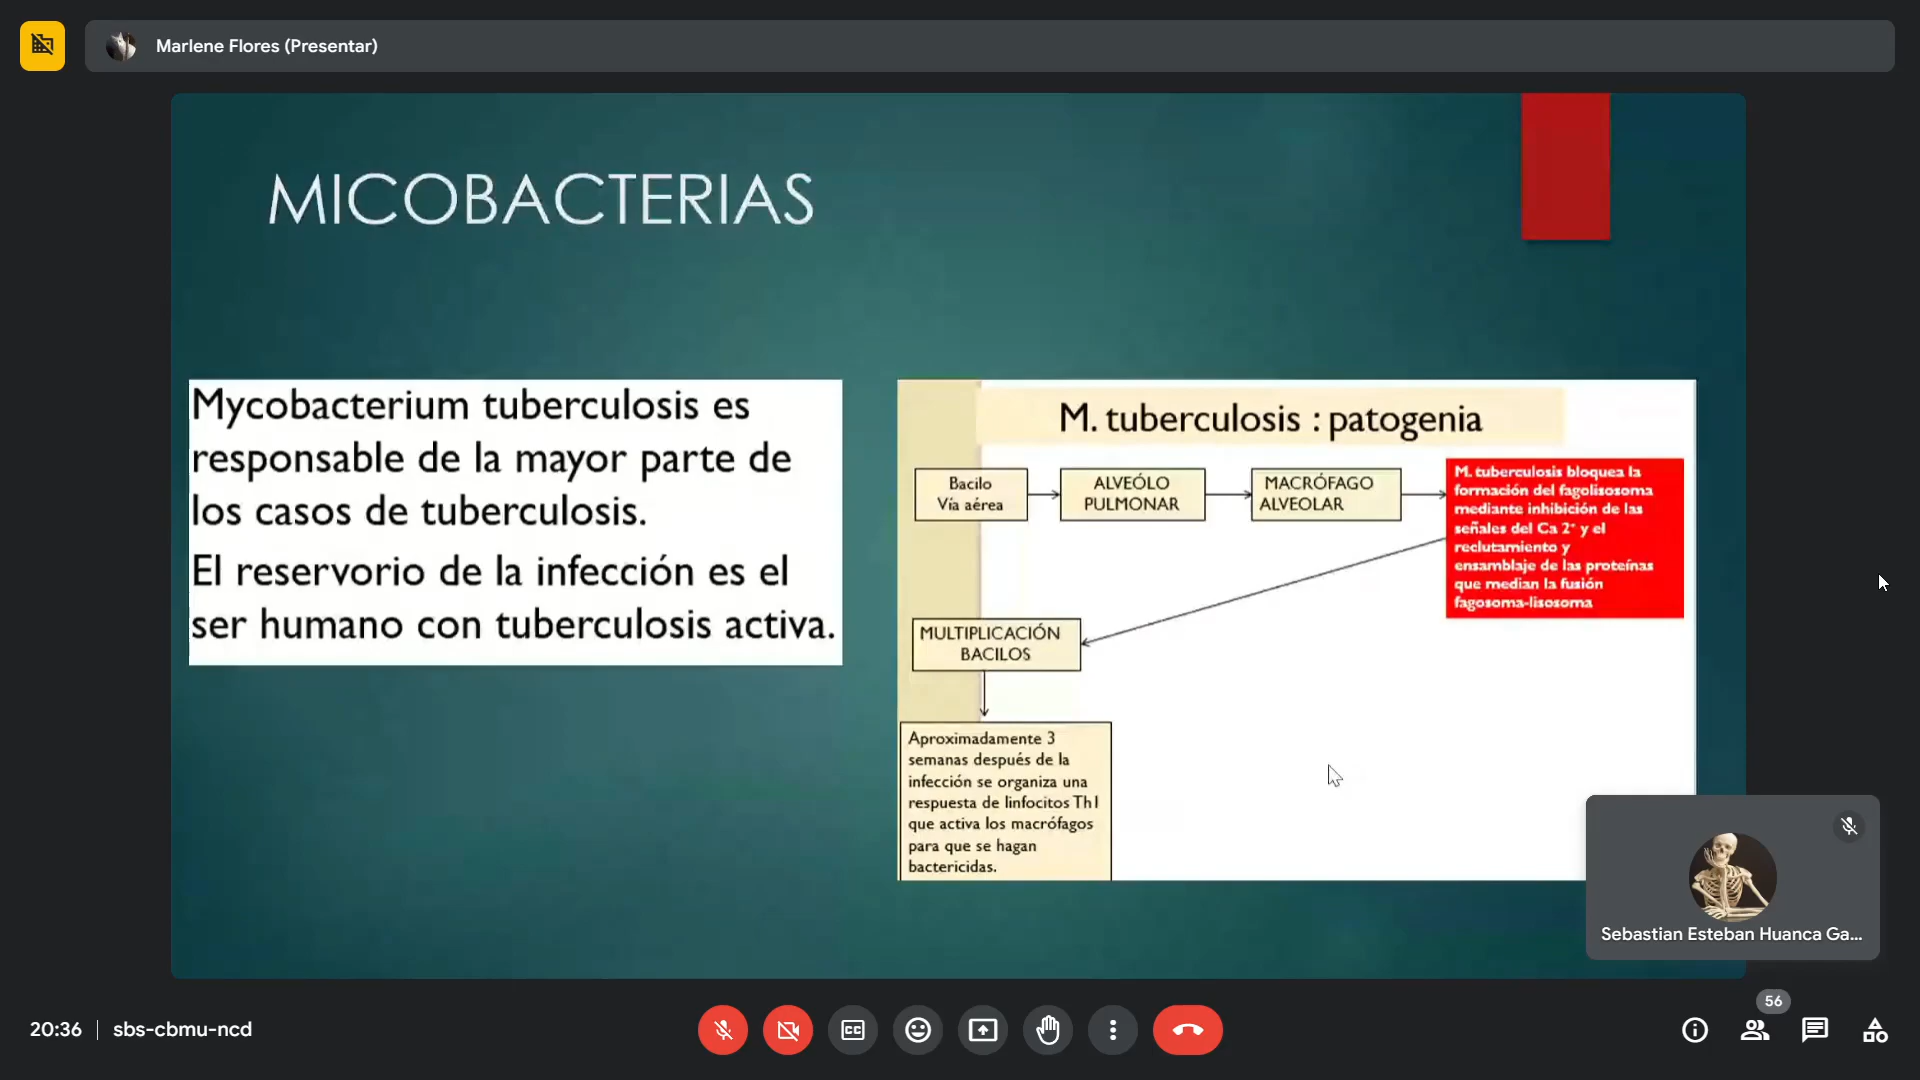 Marlene Flores (Presentar)
MICOBACTERIAS
Mycobacterium tuberculosis es
responsable de la mayor parte de
los casos de tuberculosis.
El reservorio de la infección es el
ser humano con tuberculosis activa.
M. tuberculosis : patogenia
Bacilo
Vía aérea
ALVEÓLO
PULMONAR
MACRÓFAGO
ALVEOLAR
M. tuberculosis bloquea la
formación del fagolisosoma
mediante inhibición de las
señales del Ca 2+ y el
reclutamiento y
ensamblaje de las proteínas
que median la fusión
fagosoma-lisosoma
MULTIPLICACIÓN
BACILOS
Aproximadamente 3
semanas después de la
infección se organiza una
respuesta de linfocitos Th1
que activa los macrófagos
para que se hagan
bactericidas.
Sebastian Esteban Huanca Ga...
20:36 | sbs-cbmu-ncd
CC
56